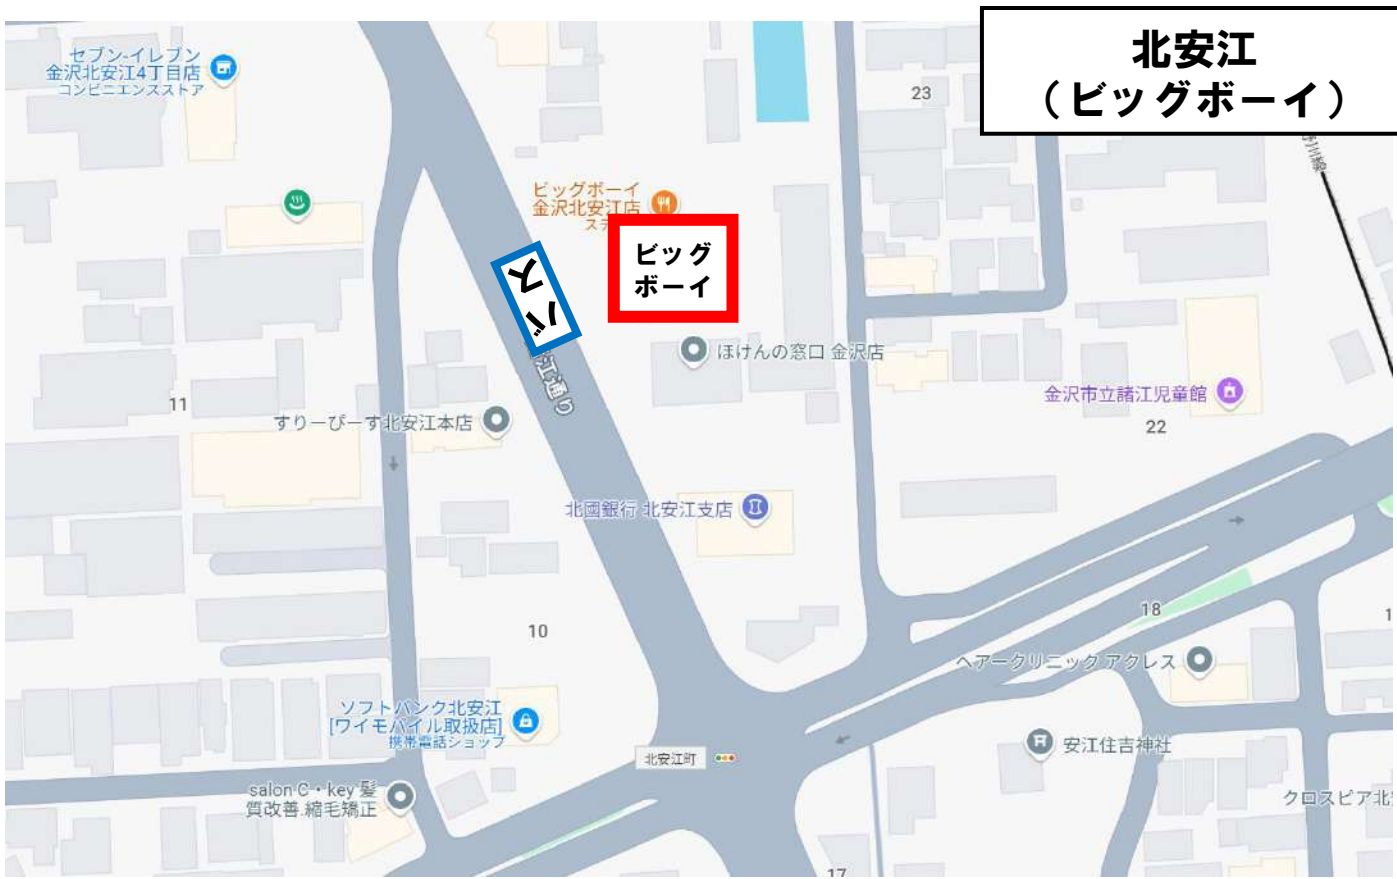 北安江
（ビッグボーイ）
セブン-イレブン
金沢北安江4丁目店
コンビニエンスストア
23
ビッグボーイ
金沢北安江店
ステ
ビッグ
ボーイ
バス
江通り
ほけんの窓口 金沢店
金沢市立諸江児童館
22
11
すりーぴーす北安江本店
北國銀行 北安江支店
10
18
1
ヘアークリニック アクレス
ソフトバンク北安江
[ワイモバイル取扱店]
携帯電話ショップ
北安江町
安江住吉神社
salon C・key 髪
質改善.縮毛矯正
クロスピア北
17